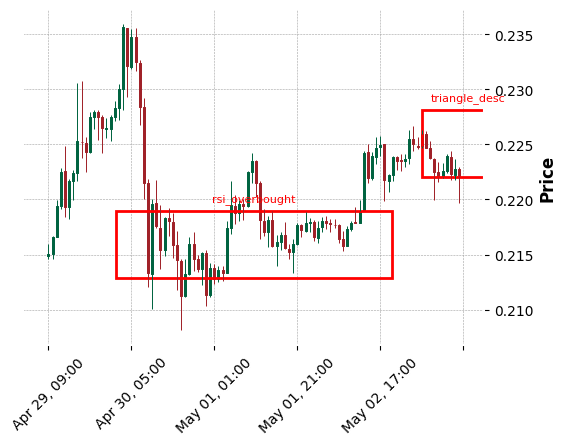 0.235
0.230
0.225
0.220
0.215
0.210
Price
triangle_desc
rsi_overbought
Apr 29, 09:00
Apr 30, 05:00
May 01, 01:00
May 01, 21:00
May 02, 17:00